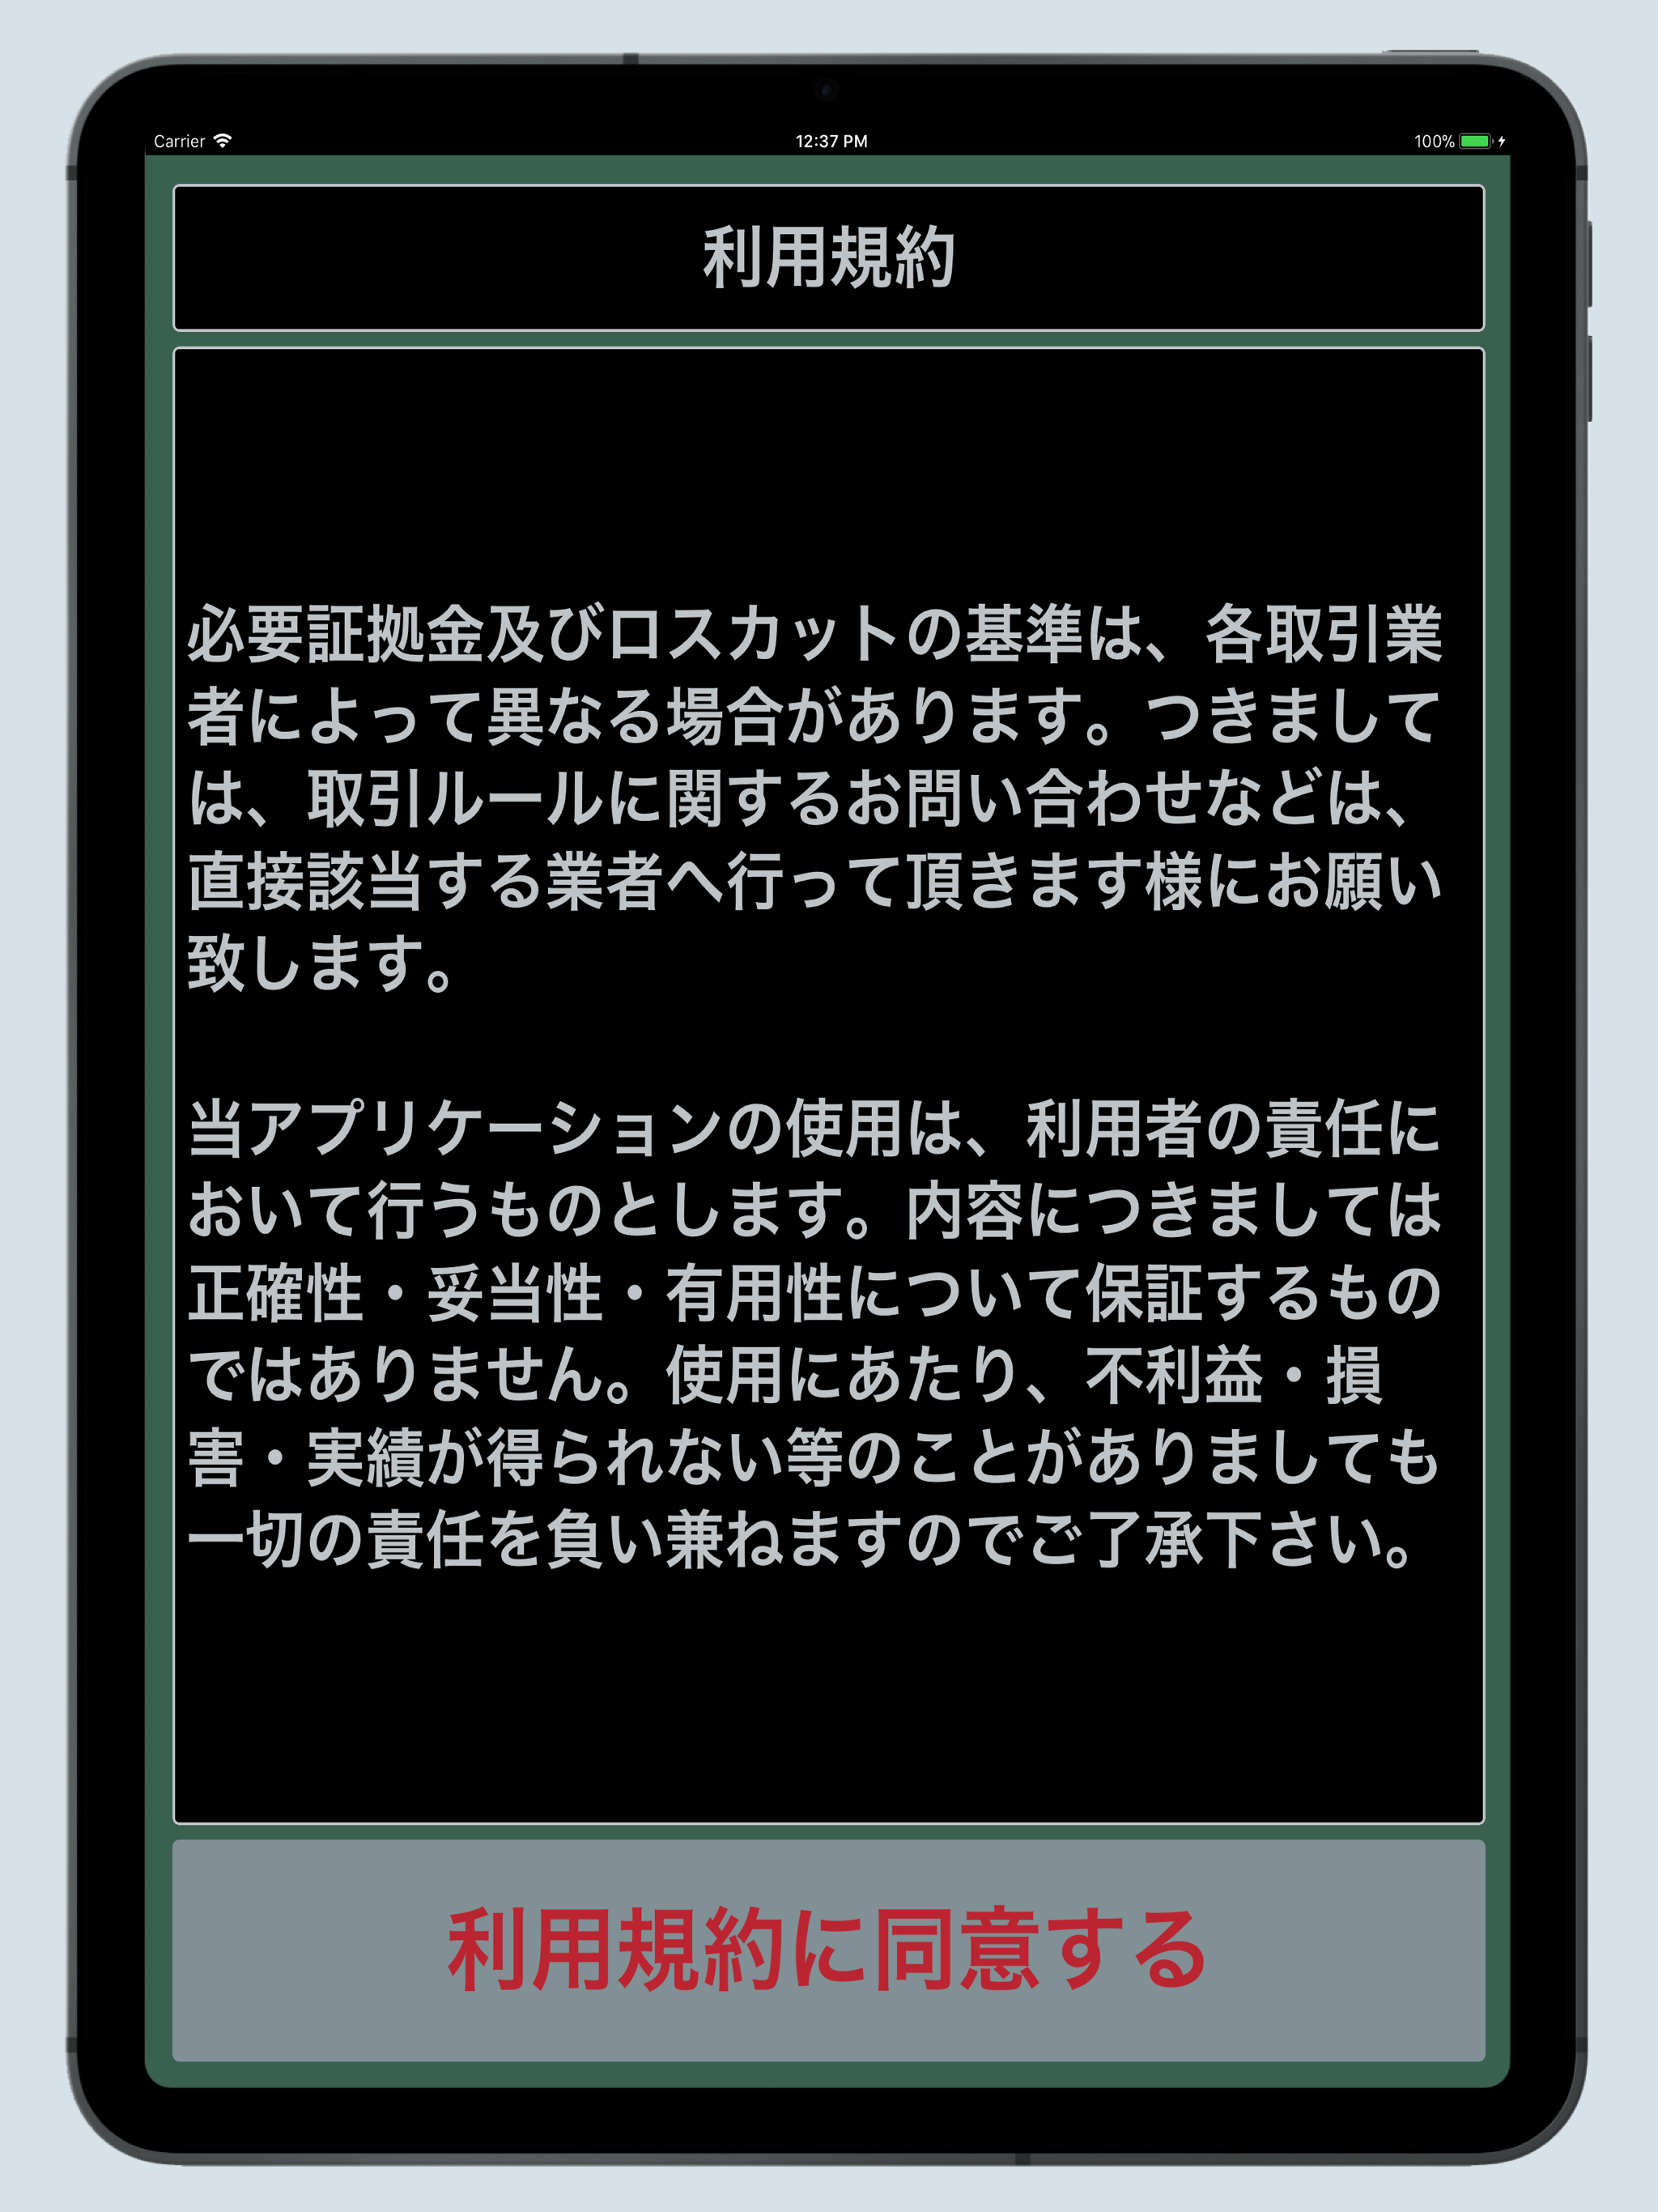 Carrier 12:37 PM 100%
利用規約
必要証拠金及びロスカットの基準は、各取引業
者によって異なる場合があります。つきまして
は、取引ルールに関するお問い合わせなどは、
直接該当する業者へ行って頂きます様にお願い
致します。
当アプリケーションの使用は、利用者の責任に
おいて行うものとします。内容につきましては
正確性・妥当性・有用性について保証するもの
ではありません。使用にあたり、不利益・損
害・実績が得られない等のことがありましても
一切の責任を負い兼ねますのでご了承下さい。
利用規約に同意する